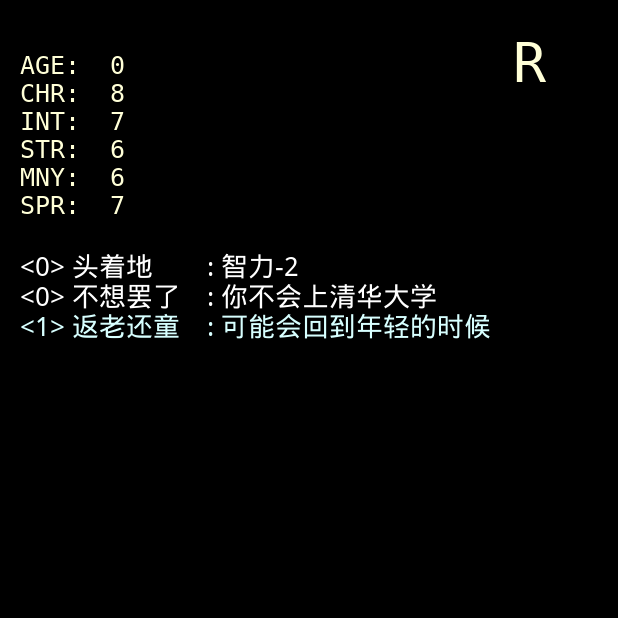 R
AGE: 0
CHR: 8
INT: 7
STR: 6
MNY: 6
SPR: 7
<0> 头着地 : 智力-2
<0> 不想罢了 : 你不会上清华大学
<1> 返老还童 : 可能会回到年轻的时候